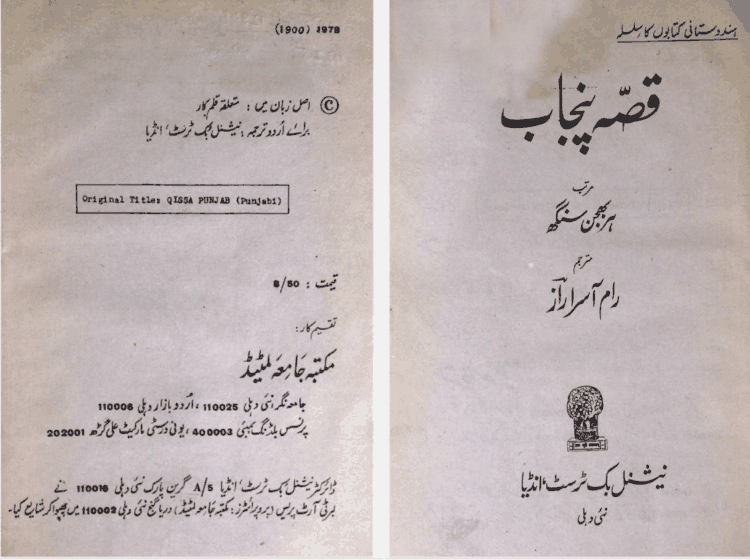 ہندوستانی کتابوں کا سلسلہ
قصّہ پنجاب
مرتب
ہربھجن سنگھ
مترجم
رام آسرا راز
نیشنل بک ٹرسٹ، انڈیا
نئی دہلی
1978 (1900)
© اصل زبان میں : متعلقہ قلم کار
برائے اُردو ترجمہ : نیشنل بک ٹرسٹ، انڈیا
Original Title: QISSA PUNJAB (Punjabi)
قیمت : 8/50
تقسیم کار:
مکتبہ جامعہ لمٹیڈ
جامعہ نگر، نئی دہلی 110025 ، اُردو بازار دہلی 110006
پرنسس بلڈنگ بمبئی 400003 ، یونی ورسٹی مارکیٹ علی گڑھ 202001
ڈائرکٹر نیشنل بک ٹرسٹ، انڈیا A/5 گرین پارک نئی دہلی 110016 نے
برٹی آرٹ پریس (پروپرائٹرز : مکتبہ جامعہ لمٹیڈ) دریا گنج نئی دہلی 110002 میں چھپوا کر شایع کیا۔